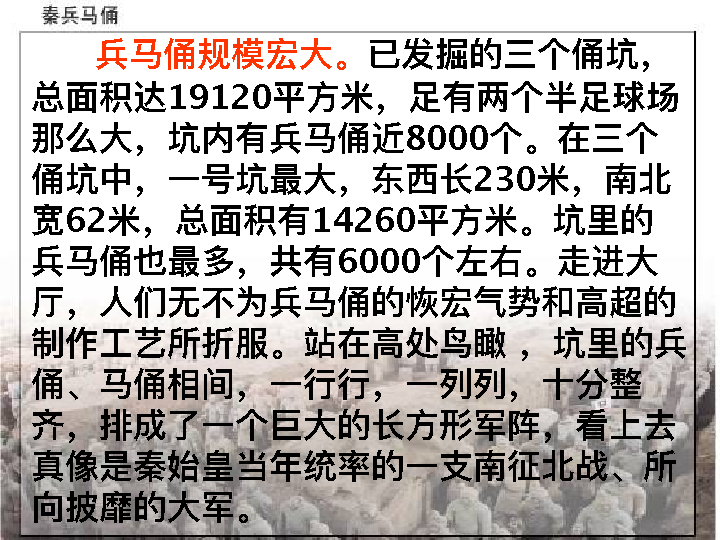 秦兵马俑
兵马俑规模宏大。已发掘的三个俑坑，
总面积达19120平方米，足有两个半足球场
那么大，坑内有兵马俑近8000个。在三个
俑坑中，一号坑最大，东西长230米，南北
宽62米，总面积有14260平方米。坑里的
兵马俑也最多，共有6000个左右。走进大
厅，人们无不为兵马俑的恢宏气势和高超的
制作工艺所折服。站在高处鸟瞰 ，坑里的兵
俑、马俑相间，一行行，一列列，十分整
齐，排成了一个巨大的长方形军阵，看上去
真像是秦始皇当年统率的一支南征北战、所
向披靡的大军。